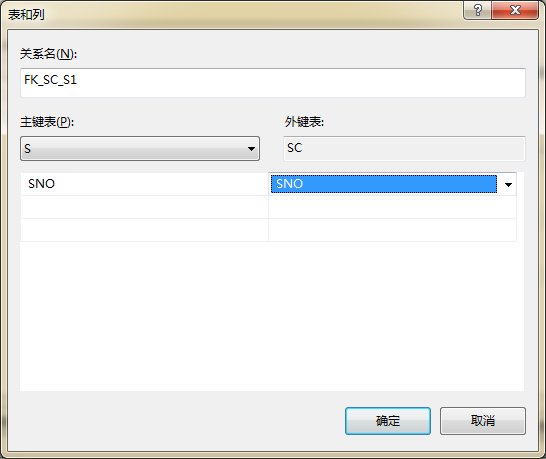 表和列
关系名(N):
FK_SC_S1
主键表(P):
外键表:
S
SC
SNO
SNO
确定
取消